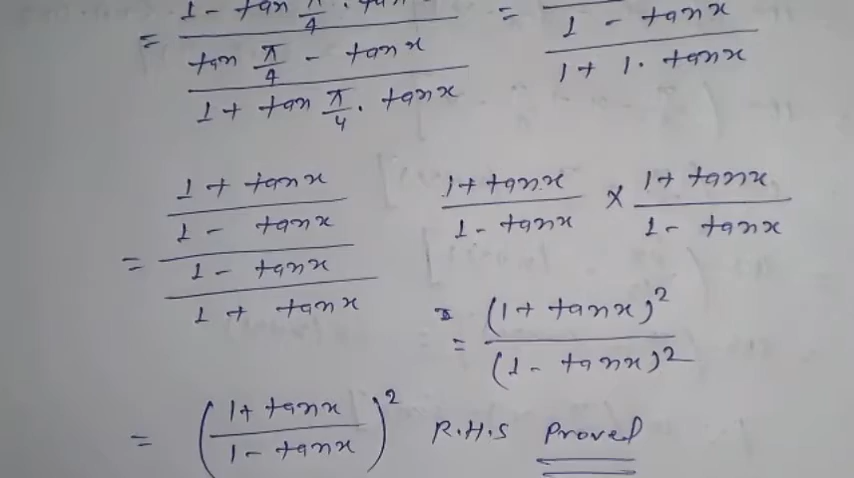 = (1 - tan π/4 · tan) / ((tan π/4 - tan x) / (1 + tan π/4 · tan x)) = (1 - tan x) / (1 + 1 · tan x)
= ((1 + tan x) / (1 - tan x)) / ((1 - tan x) / (1 + tan x))
(1 + tan x) / (1 - tan x) × (1 + tan x) / (1 - tan x)
= (1 + tan x)² / (1 - tan x)²
= ((1 + tan x) / (1 - tan x))² R.H.S Proved